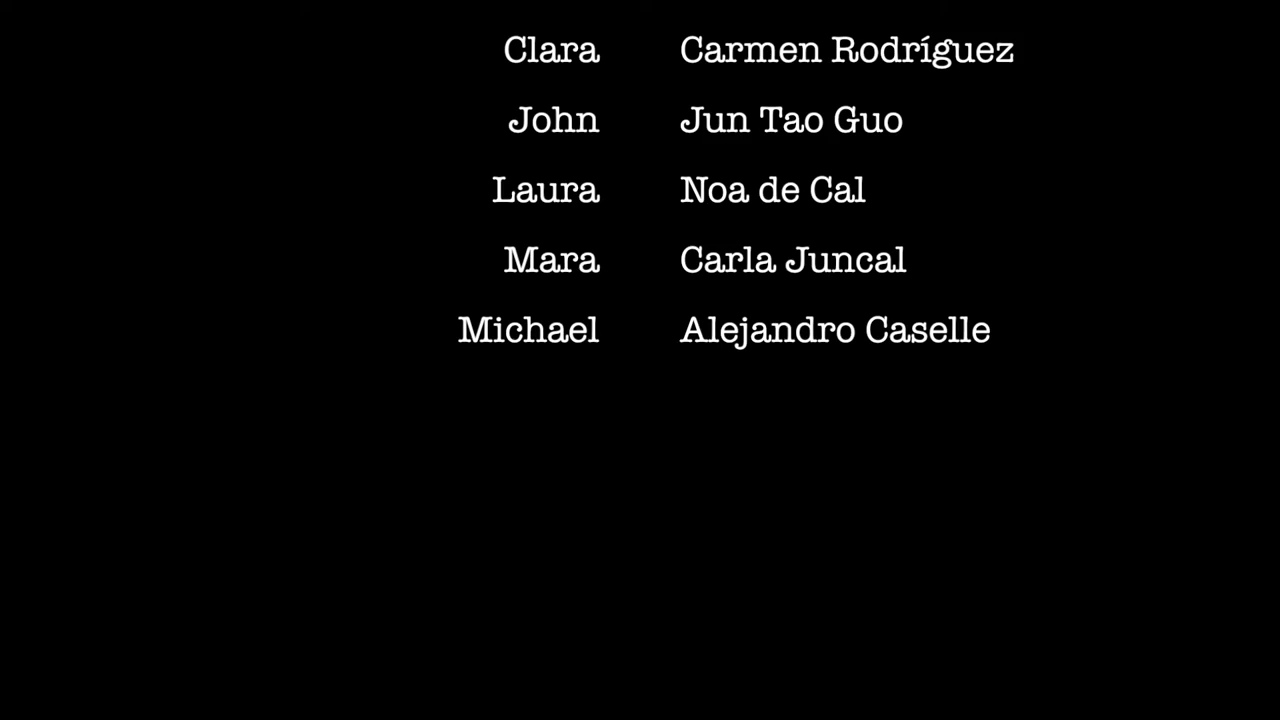 Clara Carmen Rodríguez
John Jun Tao Guo
Laura Noa de Cal
Mara Carla Juncal
Michael Alejandro Caselle